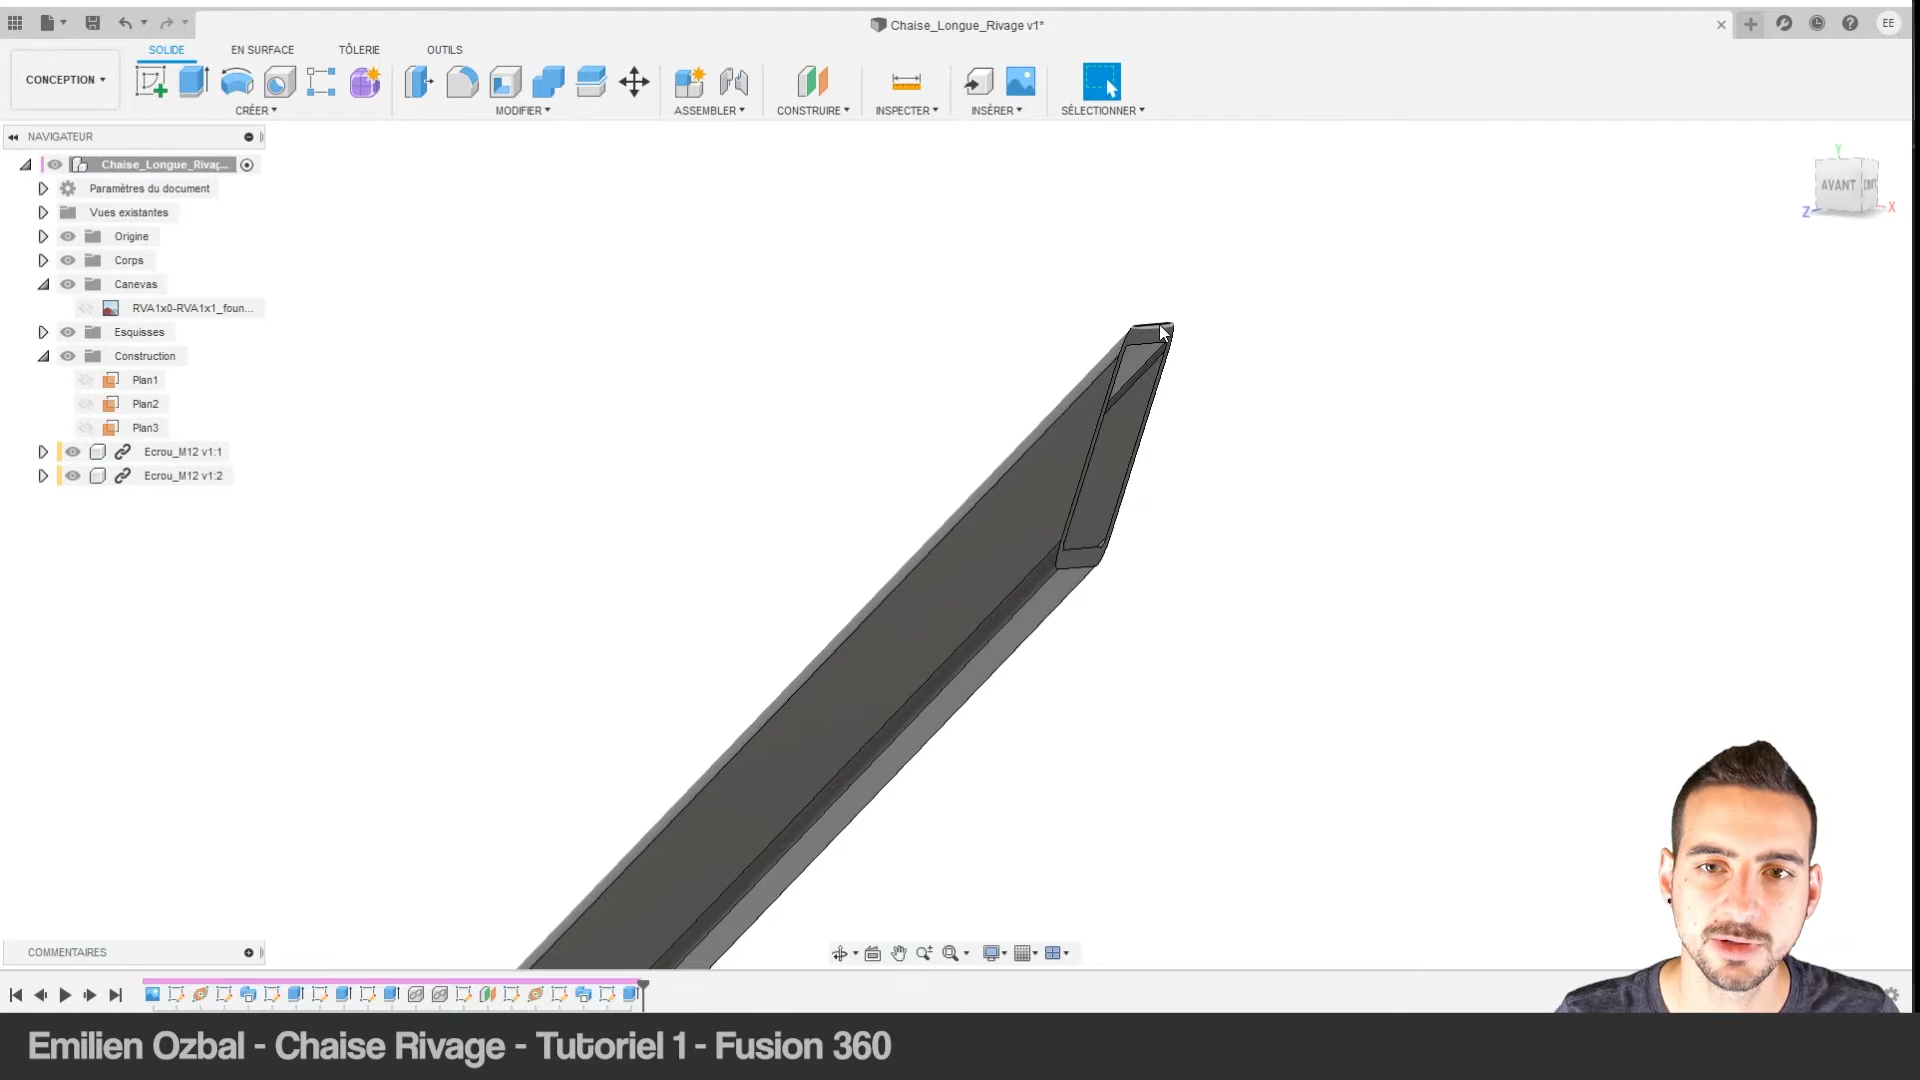 Chaise_Longue_Rivage v1*
EE
CONCEPTION
SOLIDE
EN SURFACE
TÔLERIE
OUTILS
CRÉER
MODIFIER
ASSEMBLER
CONSTRUIRE
INSPECTER
INSÉRER
SÉLECTIONNER
NAVIGATEUR
Chaise_Longue_Rivaç...
Paramètres du document
Vues existantes
Origine
Corps
Canevas
RVA1x0-RVA1x1_foun...
Esquisses
Construction
Plan1
Plan2
Plan3
Ecrou_M12 v1:1
Ecrou_M12 v1:2
Y
AVANT
Z
X
COMMENTAIRES
Emilien Ozbal - Chaise Rivage - Tutoriel 1 - Fusion 360